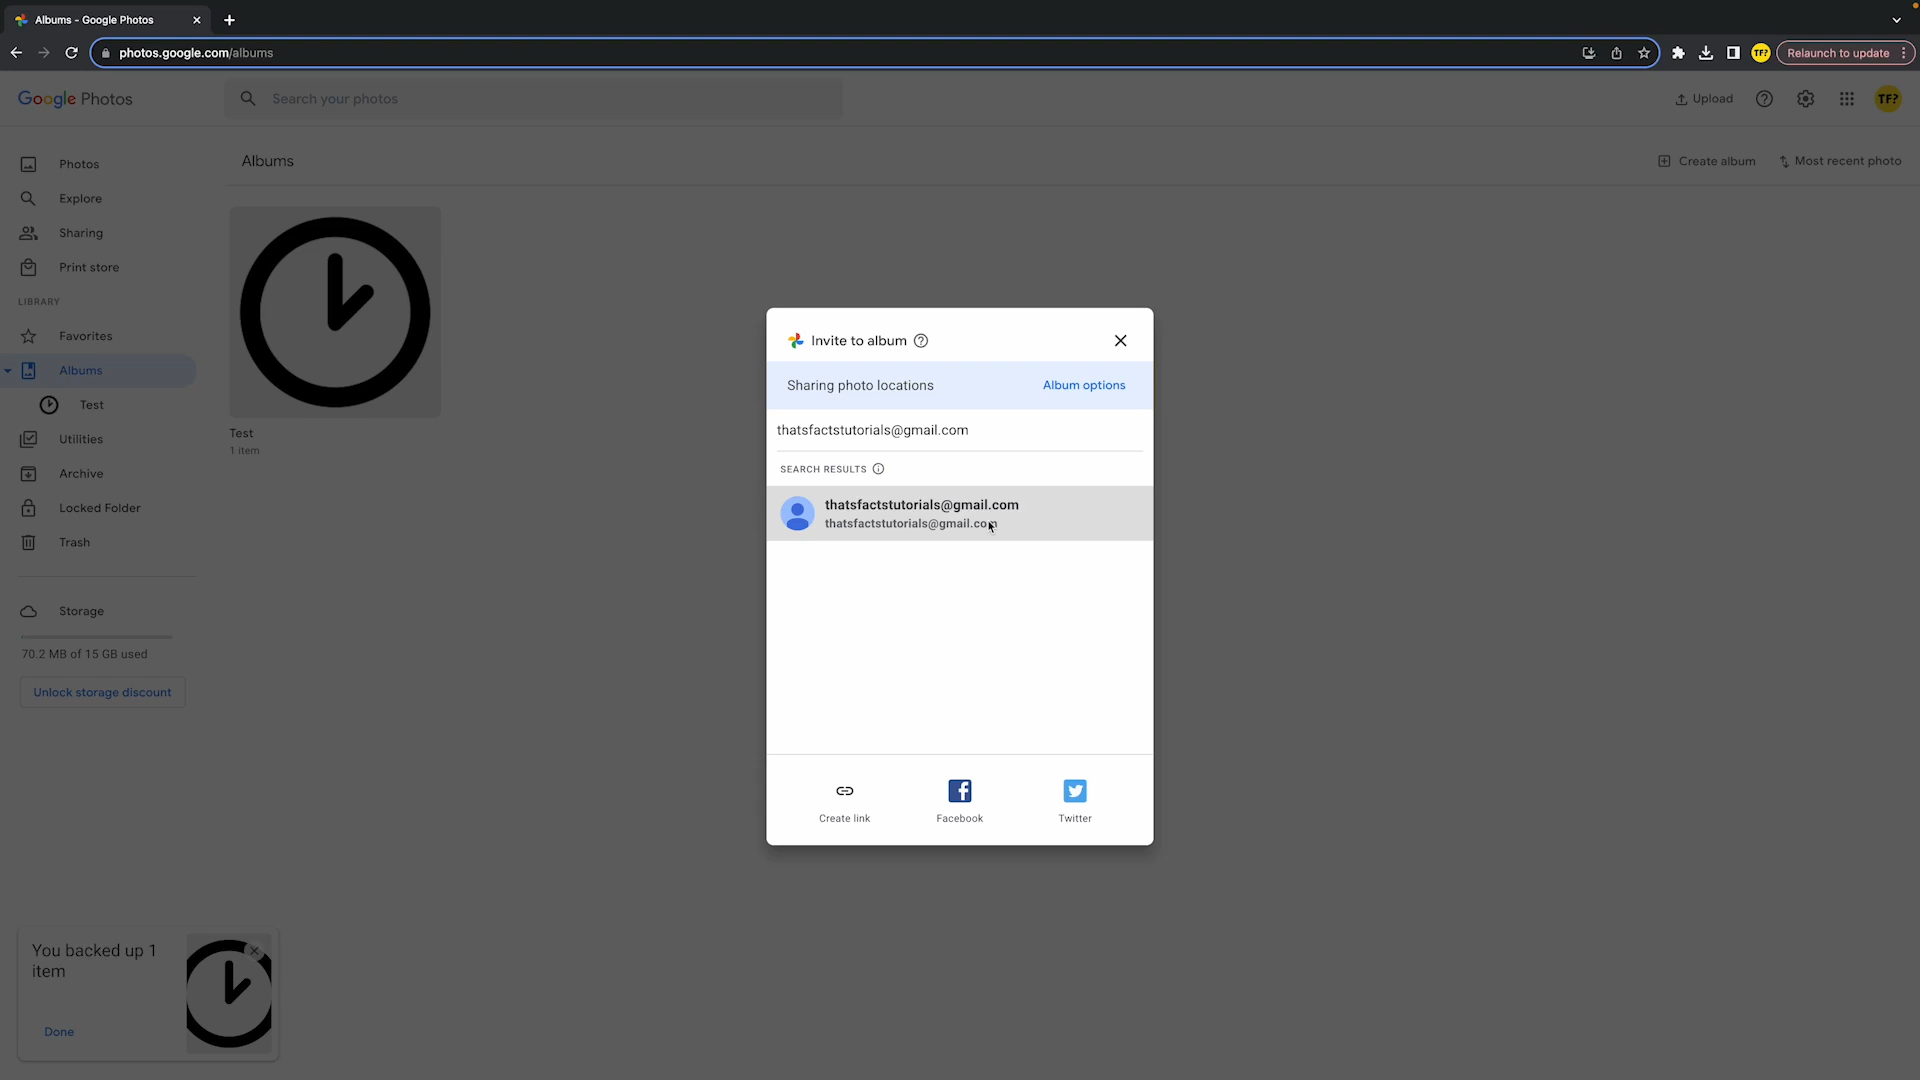 Albums - Google Photos
photos.google.com/albums
TF?
Relaunch to update
Google Photos
Search your photos
Upload
TF?
Photos
Explore
Sharing
Print store
LIBRARY
Favorites
Albums
Test
Utilities
Archive
Locked Folder
Trash
Storage
70.2 MB of 15 GB used
Unlock storage discount
Albums
Create album
Most recent photo
Test
1 item
Invite to album
Sharing photo locations
Album options
thatsfactstutorials@gmail.com
SEARCH RESULTS
thatsfactstutorials@gmail.com
thatsfactstutorials@gmail.com
Create link
Facebook
Twitter
You backed up 1
item
Done